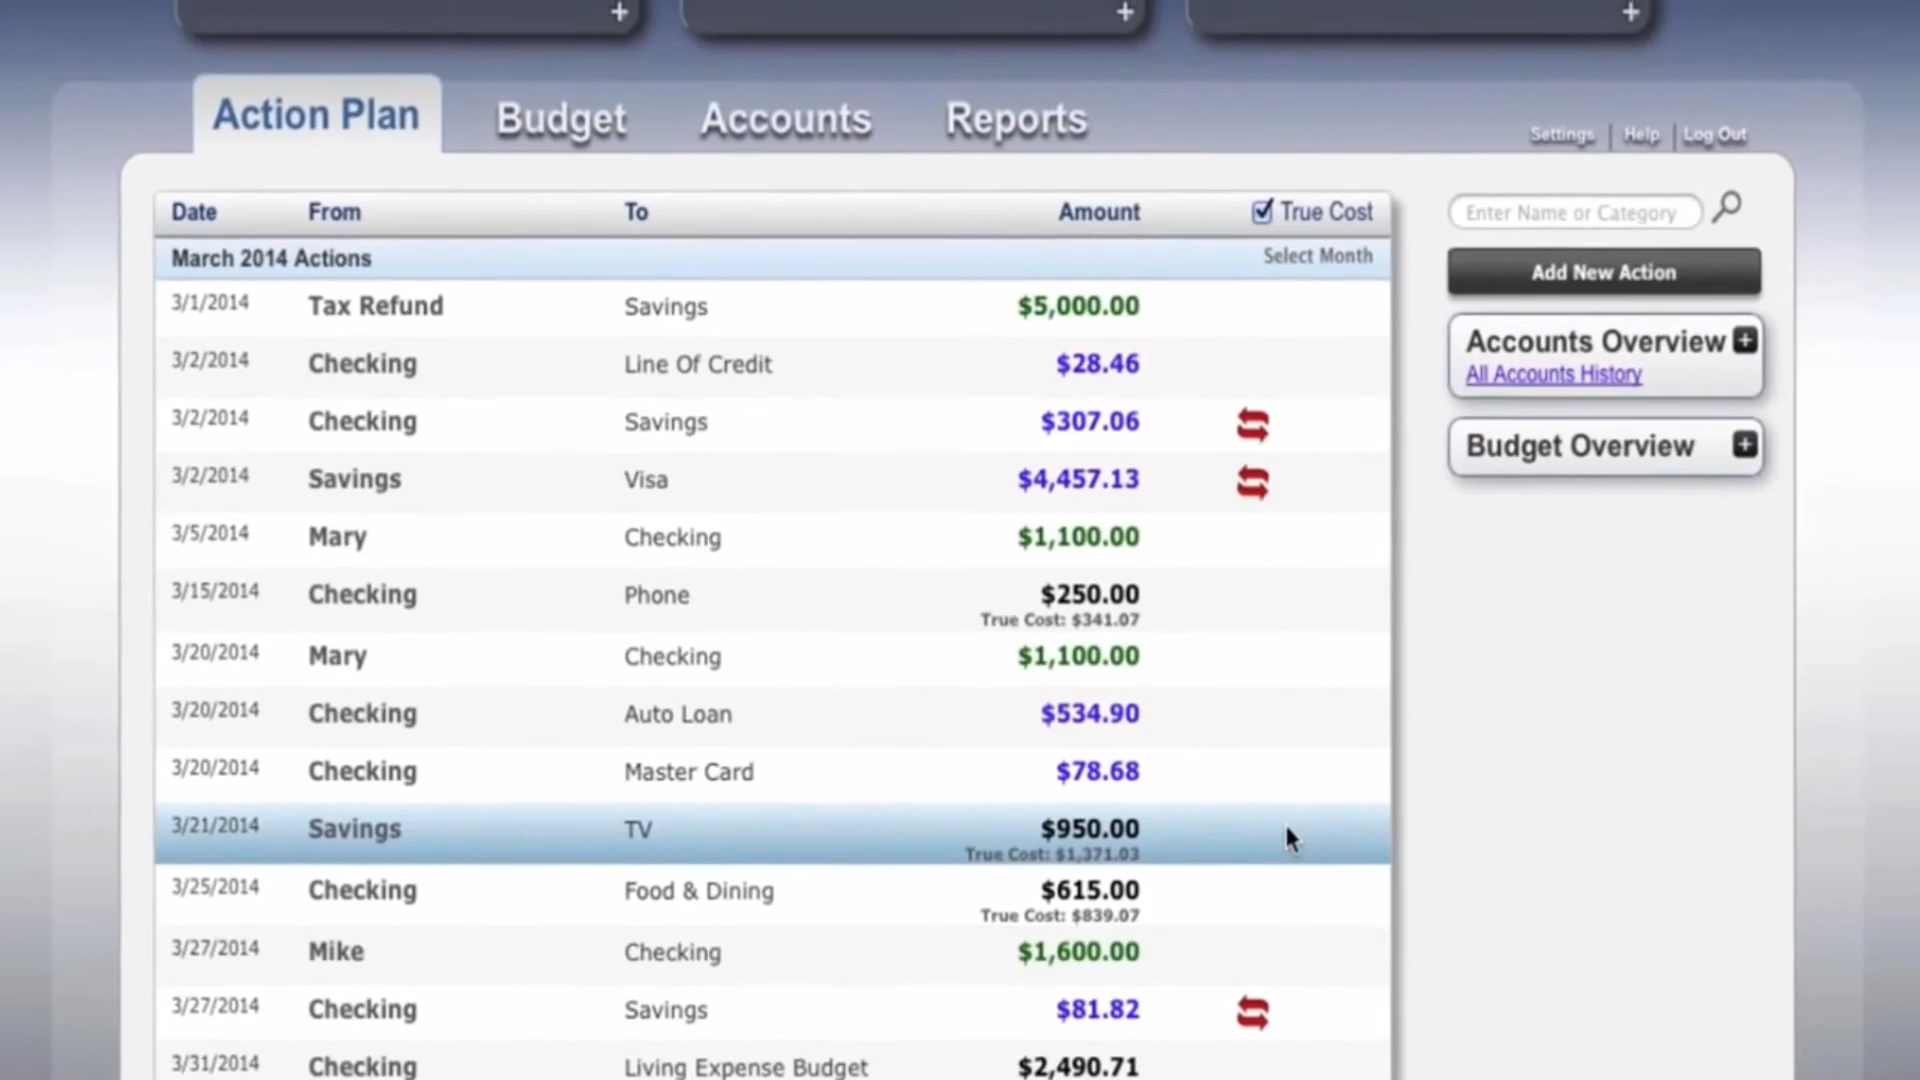 + + +
Action Plan Budget Accounts Reports
Settings | Help | Log Out
Date From To Amount True Cost
Enter Name or Category
March 2014 Actions Select Month
Add New Action
3/1/2014 Tax Refund Savings $5,000.00
Accounts Overview +
All Accounts History
3/2/2014 Checking Line Of Credit $28.46
3/2/2014 Checking Savings $307.06
Budget Overview +
3/2/2014 Savings Visa $4,457.13
3/5/2014 Mary Checking $1,100.00
3/15/2014 Checking Phone $250.00
True Cost: $341.07
3/20/2014 Mary Checking $1,100.00
3/20/2014 Checking Auto Loan $534.90
3/20/2014 Checking Master Card $78.68
3/21/2014 Savings TV $950.00
True Cost: $1,371.03
3/25/2014 Checking Food & Dining $615.00
True Cost: $839.07
3/27/2014 Mike Checking $1,600.00
3/27/2014 Checking Savings $81.82
3/31/2014 Checking Living Expense Budget $2,490.71